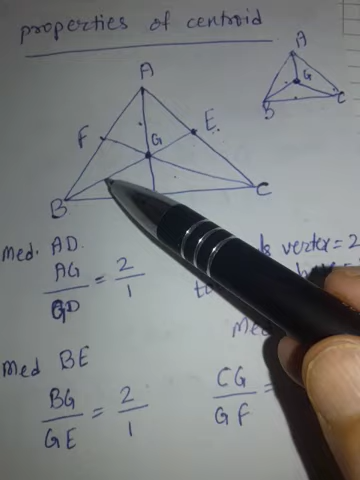 properties of centroid
A
G
B C
A
F E
G
B C
Med. AD. vertex = 2
AG/GD = 2/1
to
Med BE
BG/GE = 2/1 CG/GF =